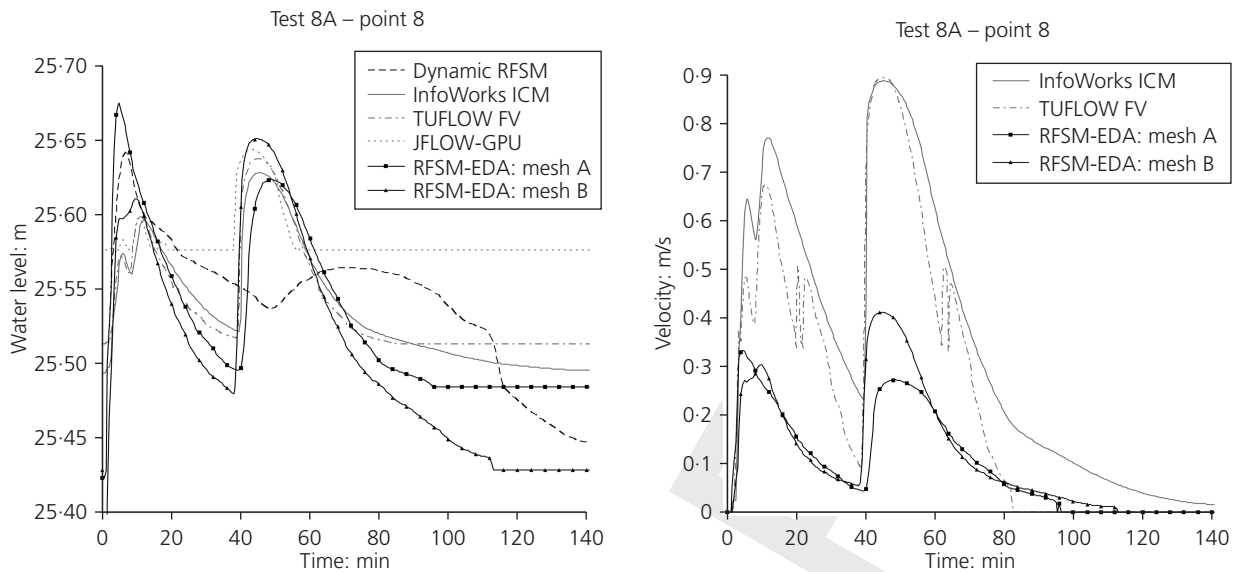 Test 8A – point 8
25·70
25·65
25·60
25·55
25·50
25·45
25·40
Water level: m
Dynamic RFSM
InfoWorks ICM
TUFLOW FV
JFLOW-GPU
RFSM-EDA: mesh A
RFSM-EDA: mesh B
0 20 40 60 80 100 120 140
Time: min
Test 8A – point 8
0·9
0·8
0·7
0·6
0·5
0·4
0·3
0·2
0·1
0
Velocity: m/s
InfoWorks ICM
TUFLOW FV
RFSM-EDA: mesh A
RFSM-EDA: mesh B
0 20 40 60 80 100 120 140
Time: min